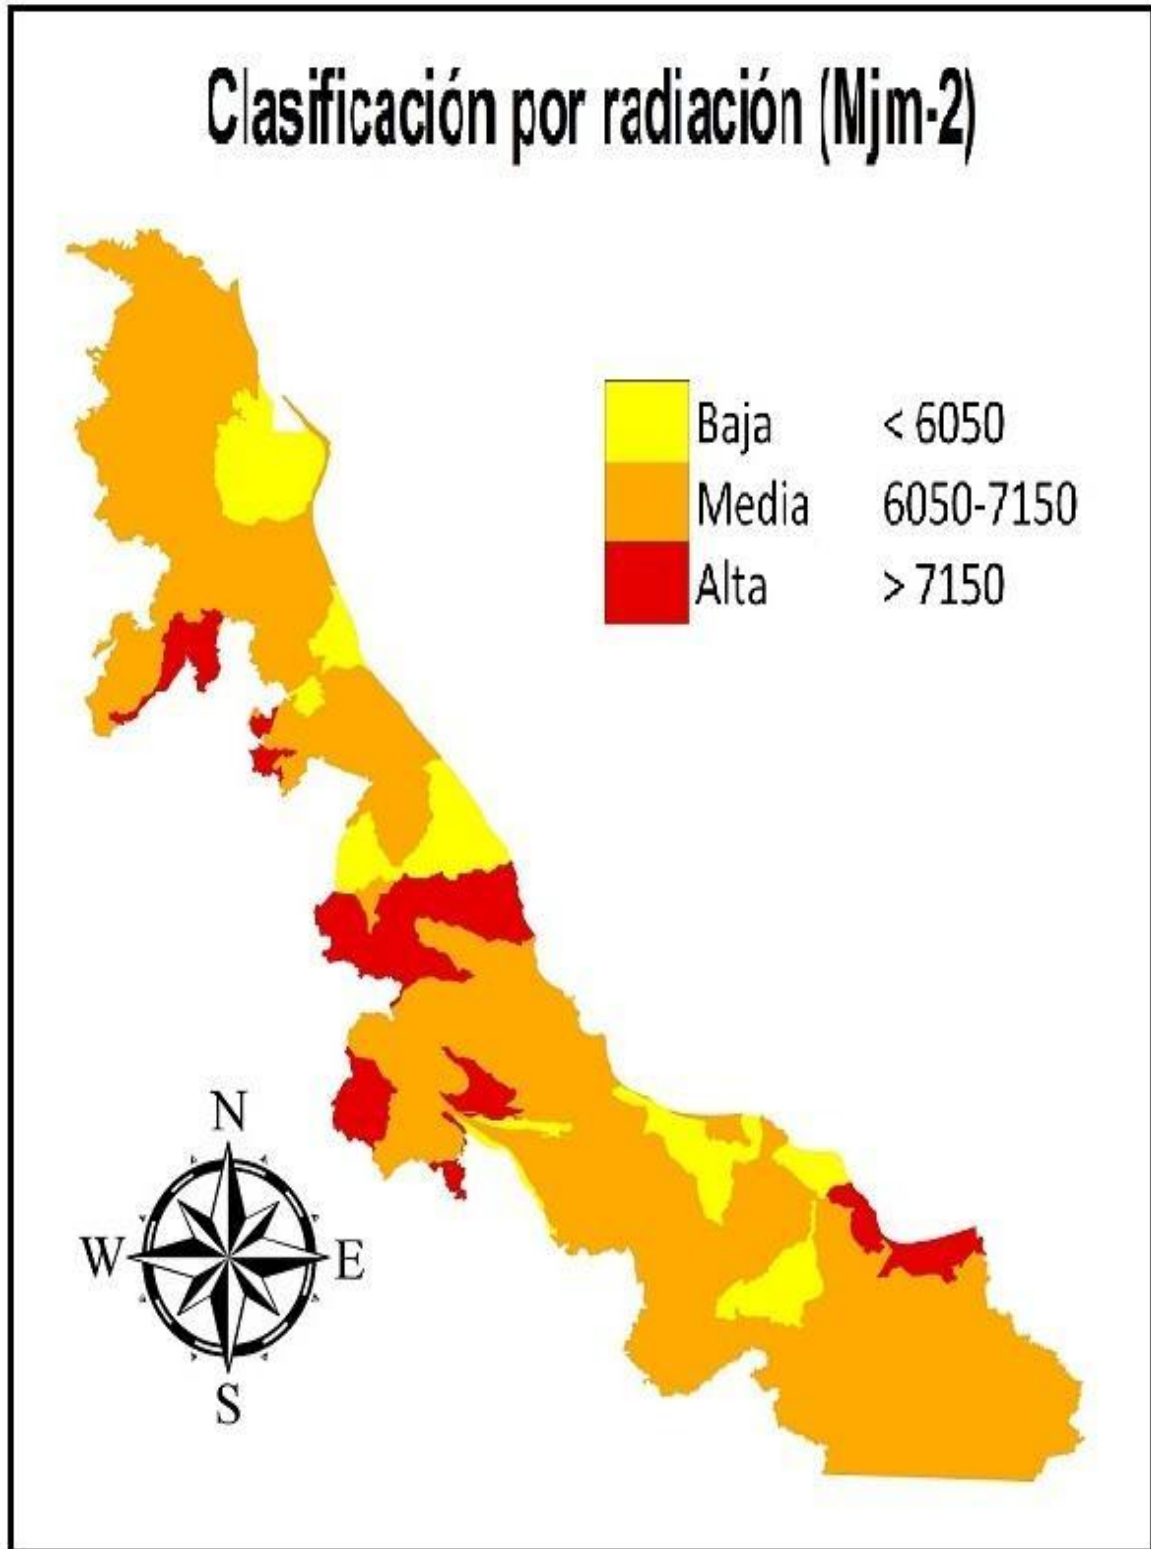 Clasificación por radiación (Mjm-2)
Baja < 6050
Media 6050-7150
Alta > 7150
N
W E
S